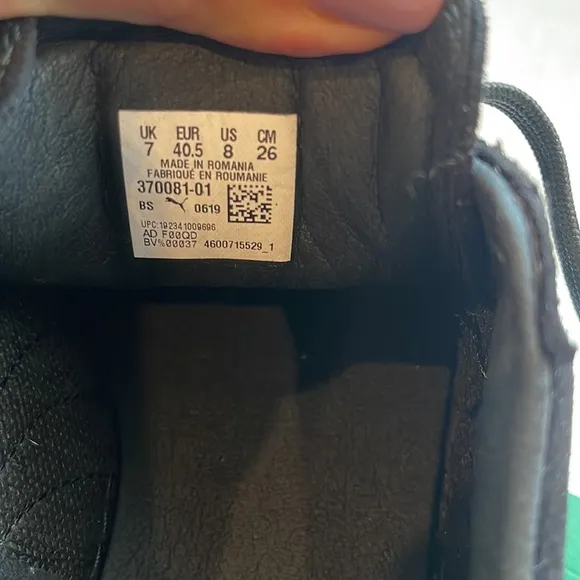 UK EUR US CM
7 40.5 8 26
MADE IN ROMANIA
FABRIQUÉ EN ROUMANIE
370081-01
BS 0619
UPC:192341009696
AD F00QD
BV%00037 4600715529_1